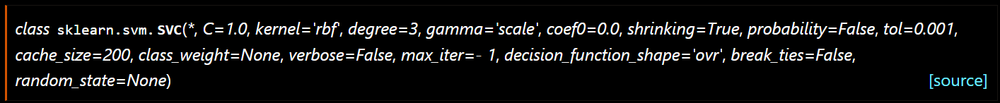 class sklearn.svm.SVC(*, C=1.0, kernel='rbf', degree=3, gamma='scale', coef0=0.0, shrinking=True, probability=False, tol=0.001,
cache_size=200, class_weight=None, verbose=False, max_iter=- 1, decision_function_shape='ovr', break_ties=False,
random_state=None) [source]